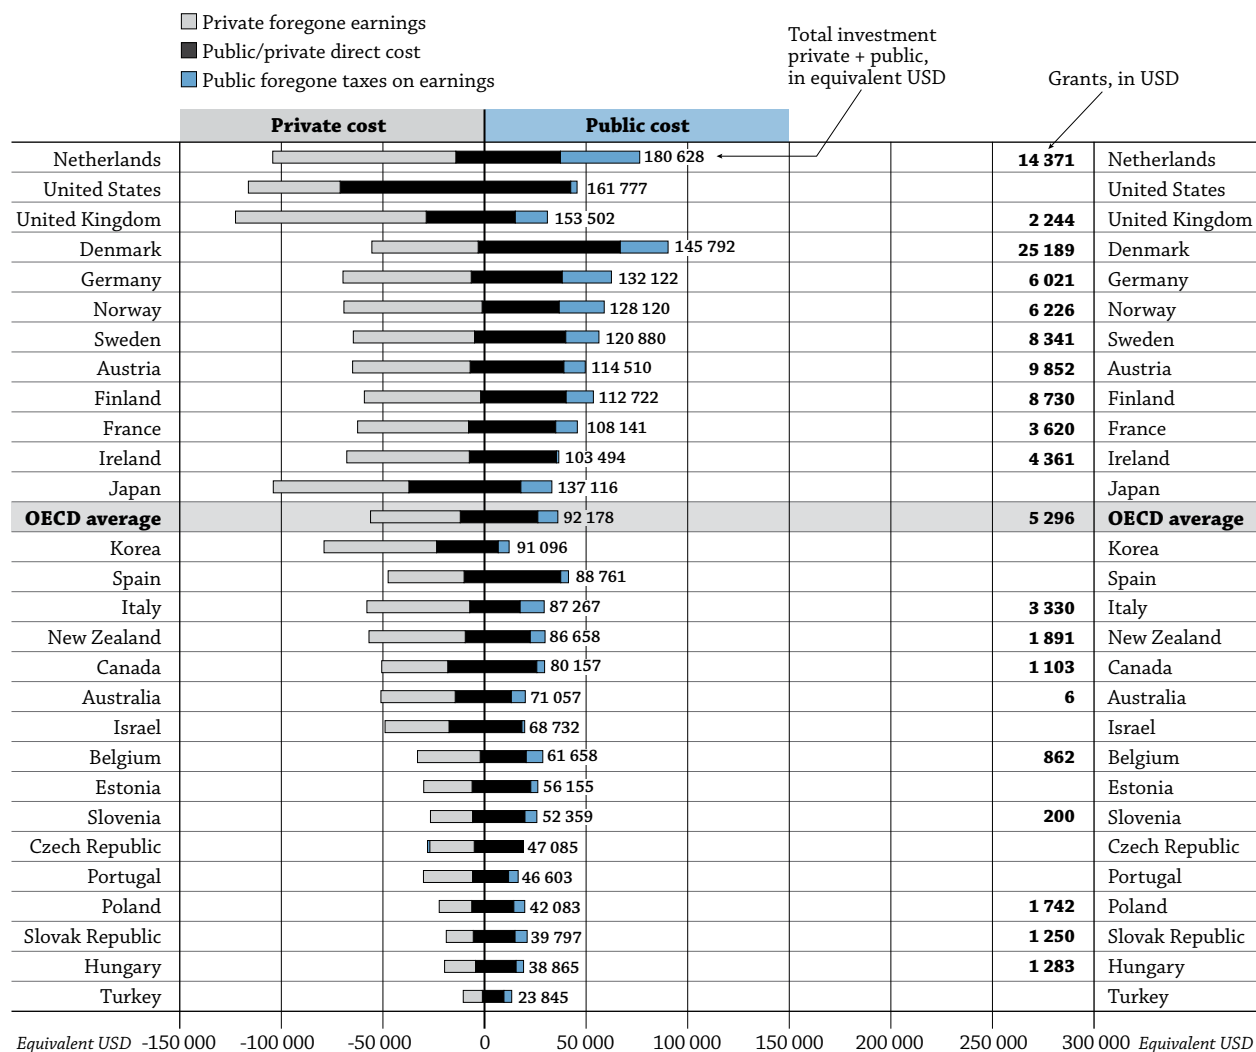 Private foregone earnings
Public/private direct cost
Public foregone taxes on earnings
Total investment
private + public,
in equivalent USD
Grants, in USD
Private cost Public cost
Netherlands 180 628 14 371 Netherlands
United States 161 777 United States
United Kingdom 153 502 2 244 United Kingdom
Denmark 145 792 25 189 Denmark
Germany 132 122 6 021 Germany
Norway 128 120 6 226 Norway
Sweden 120 880 8 341 Sweden
Austria 114 510 9 852 Austria
Finland 112 722 8 730 Finland
France 108 141 3 620 France
Ireland 103 494 4 361 Ireland
Japan 137 116 Japan
OECD average 92 178 5 296 OECD average
Korea 91 096 Korea
Spain 88 761 Spain
Italy 87 267 3 330 Italy
New Zealand 86 658 1 891 New Zealand
Canada 80 157 1 103 Canada
Australia 71 057 6 Australia
Israel 68 732 Israel
Belgium 61 658 862 Belgium
Estonia 56 155 Estonia
Slovenia 52 359 200 Slovenia
Czech Republic 47 085 Czech Republic
Portugal 46 603 Portugal
Poland 42 083 1 742 Poland
Slovak Republic 39 797 1 250 Slovak Republic
Hungary 38 865 1 283 Hungary
Turkey 23 845 Turkey
Equivalent USD -150 000 -100 000 -50 000 0 50 000 100 000 150 000 200 000 250 000 300 000 Equivalent USD